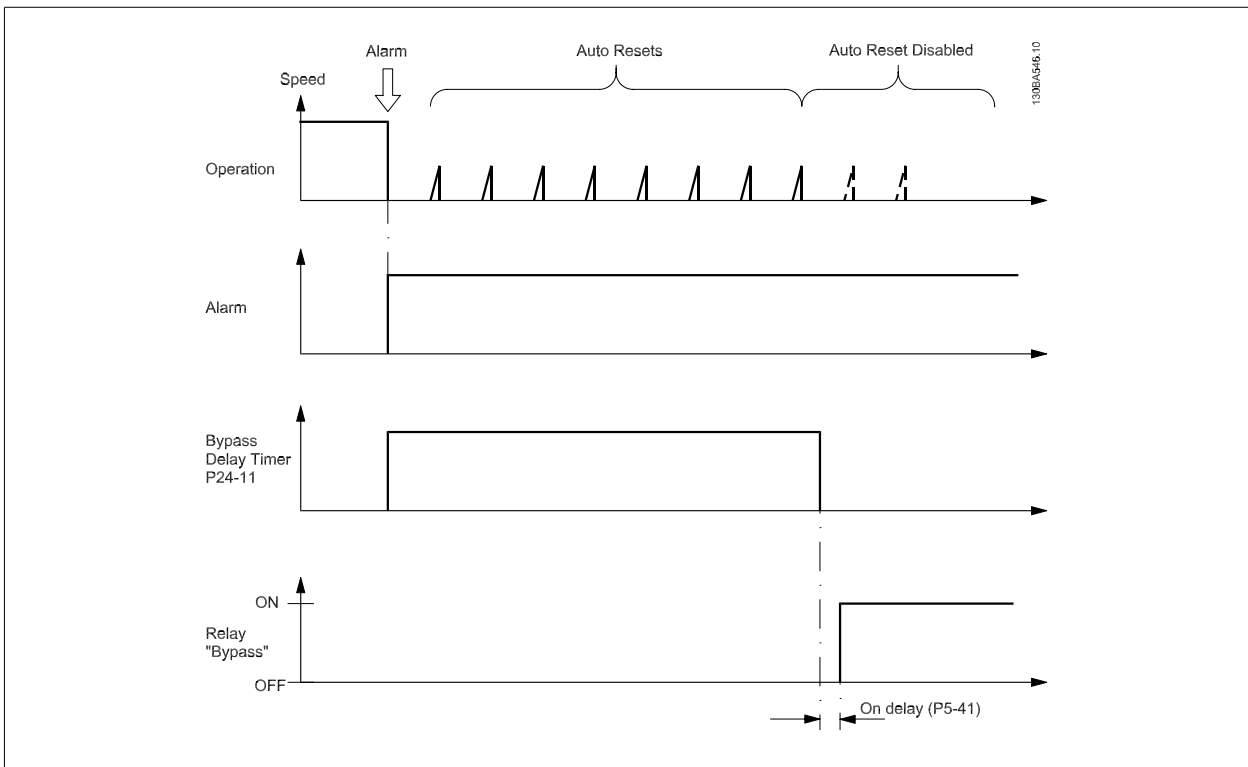 Alarm
Auto Resets
Auto Reset Disabled
130BA546.10
Speed
Operation
Alarm
Bypass
Delay Timer
P24-11
ON
Relay
"Bypass"
OFF
On delay (P5-41)